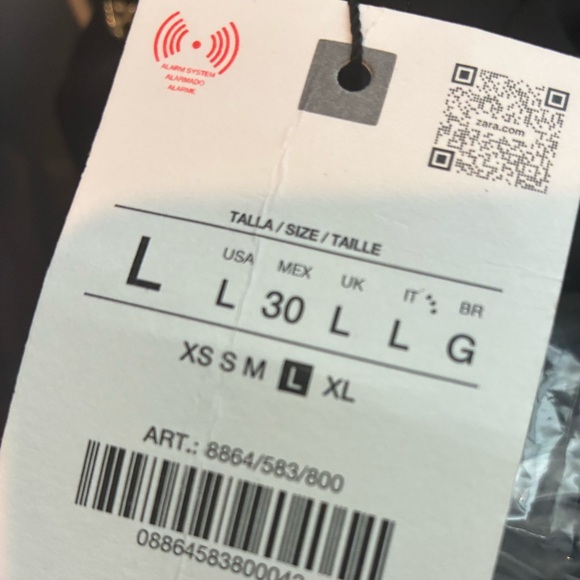 ALARM SYSTEM
ALARMADO
ALARME
zara.com
TALLA / SIZE / TAILLE
L
USA MEX UK IT BR
L 30 L L G
XS S M L XL
ART.: 8864/583/800